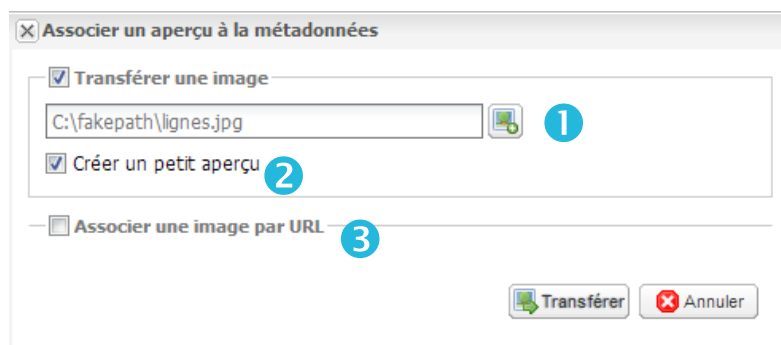 Associer un aperçu à la métadonnées
Transférer une image
C:\fakepath\lignes.jpg
1
Créer un petit aperçu
2
Associer une image par URL
3
Transférer Annuler